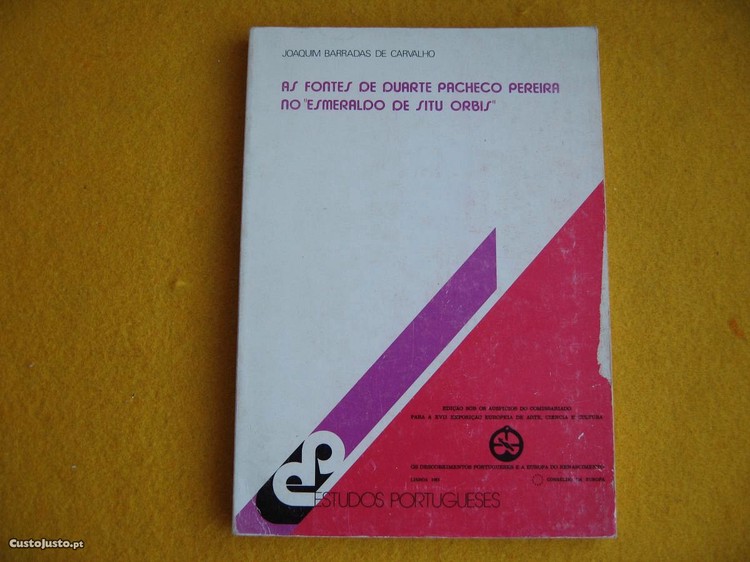 JOAQUIM BARRADAS DE CARVALHO
AS FONTES DE DUARTE PACHECO PEREIRA
NO "ESMERALDO DE SITU ORBIS"
EDIÇÃO SOB OS AUSPÍCIOS DO COMISSARIADO
PARA A XVII EXPOSIÇÃO EUROPEIA DE ARTE, CIÊNCIA E CULTURA
OS DESCOBRIMENTOS PORTUGUESES E A EUROPA DO RENASCIMENTO
LISBOA 1983
CONSELHO DA EUROPA
ep
ESTUDOS PORTUGUESES
CustoJusto.pt